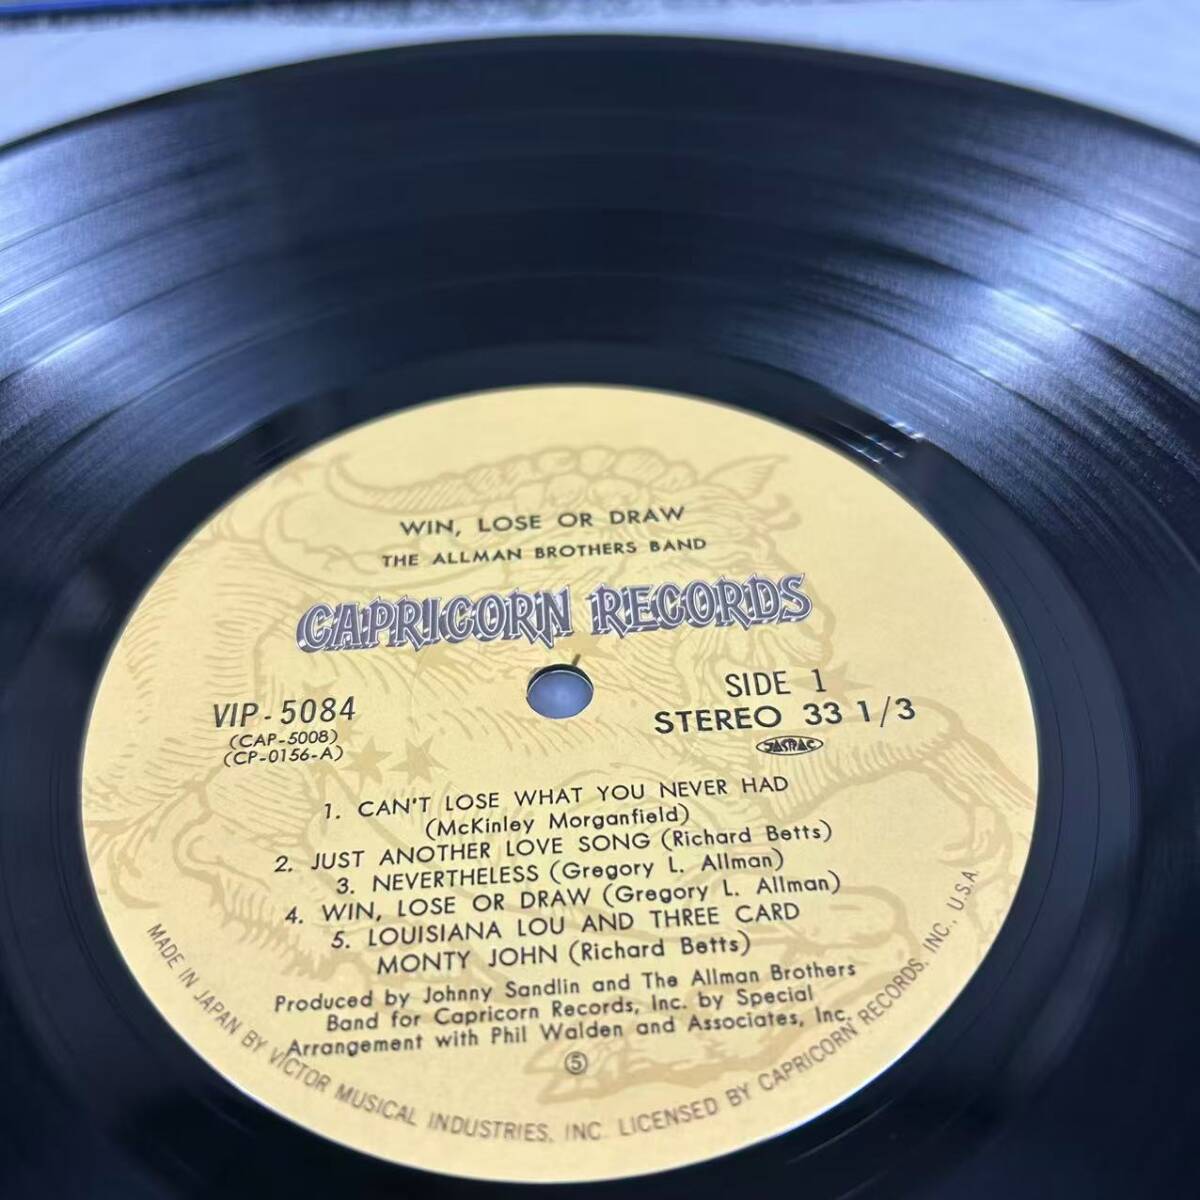 WIN, LOSE OR DRAW
THE ALLMAN BROTHERS BAND
CAPRICORN RECORDS
VIP-5084
(CAP-5008)
(CP-0156-A)
SIDE 1
STEREO 33 1/3
JASRAC
1. CAN'T LOSE WHAT YOU NEVER HAD
(McKinley Morganfield)
2. JUST ANOTHER LOVE SONG (Richard Betts)
3. NEVERTHELESS (Gregory L. Allman)
4. WIN, LOSE OR DRAW (Gregory L. Allman)
5. LOUISIANA LOU AND THREE CARD
MONTY JOHN (Richard Betts)
Produced by Johnny Sandlin and The Allman Brothers
Band for Capricorn Records, Inc. by Special
Arrangement with Phil Walden and Associates, Inc.
⑤
MADE IN JAPAN BY VICTOR MUSICAL INDUSTRIES, INC. LICENSED BY CAPRICORN RECORDS, INC., U.S.A.